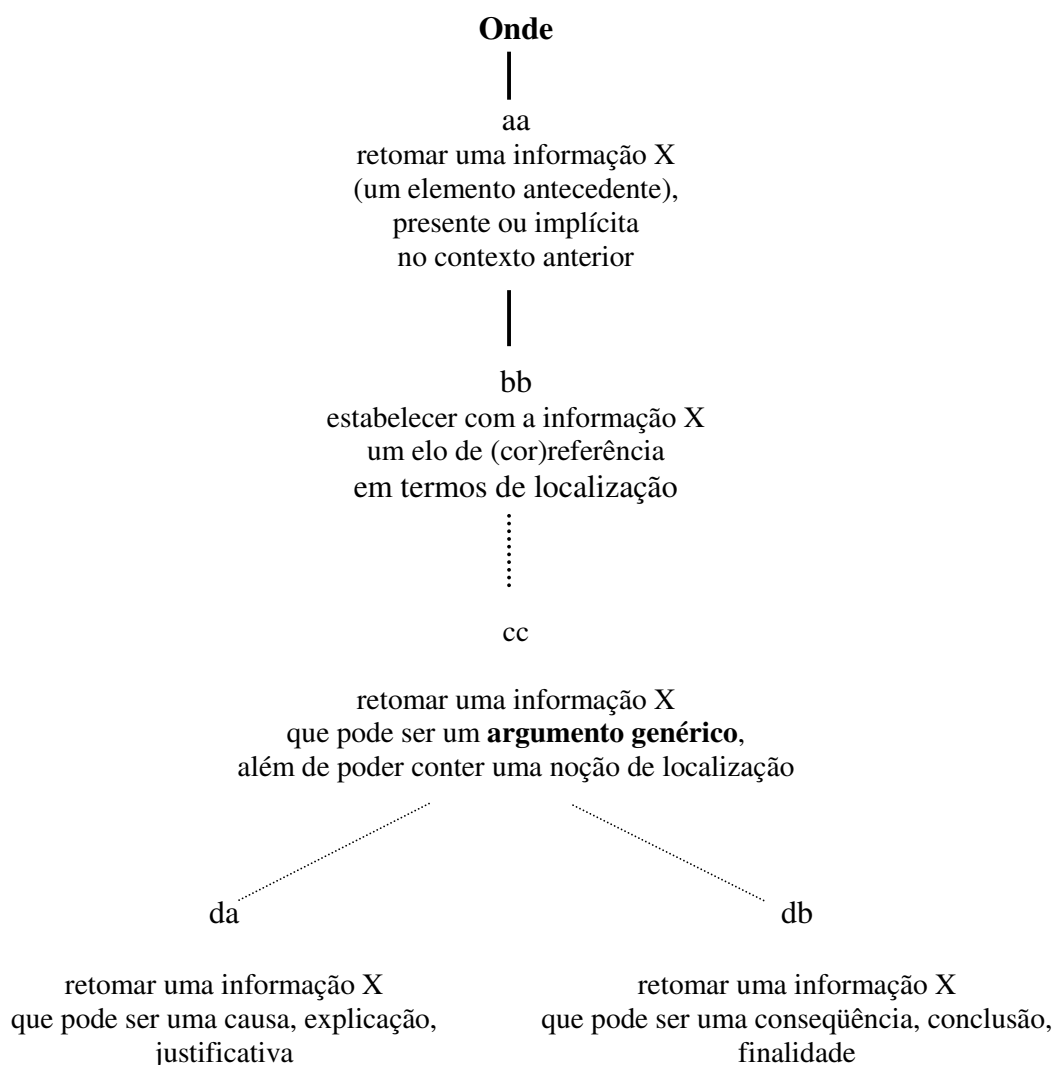 Onde
aa
retomar uma informação X
(um elemento antecedente),
presente ou implícita
no contexto anterior
bb
estabelecer com a informação X
um elo de (cor)referência
em termos de localização
cc
retomar uma informação X
que pode ser um argumento genérico,
além de poder conter uma noção de localização
da
retomar uma informação X
que pode ser uma causa, explicação,
justificativa
db
retomar uma informação X
que pode ser uma conseqüência, conclusão,
finalidade